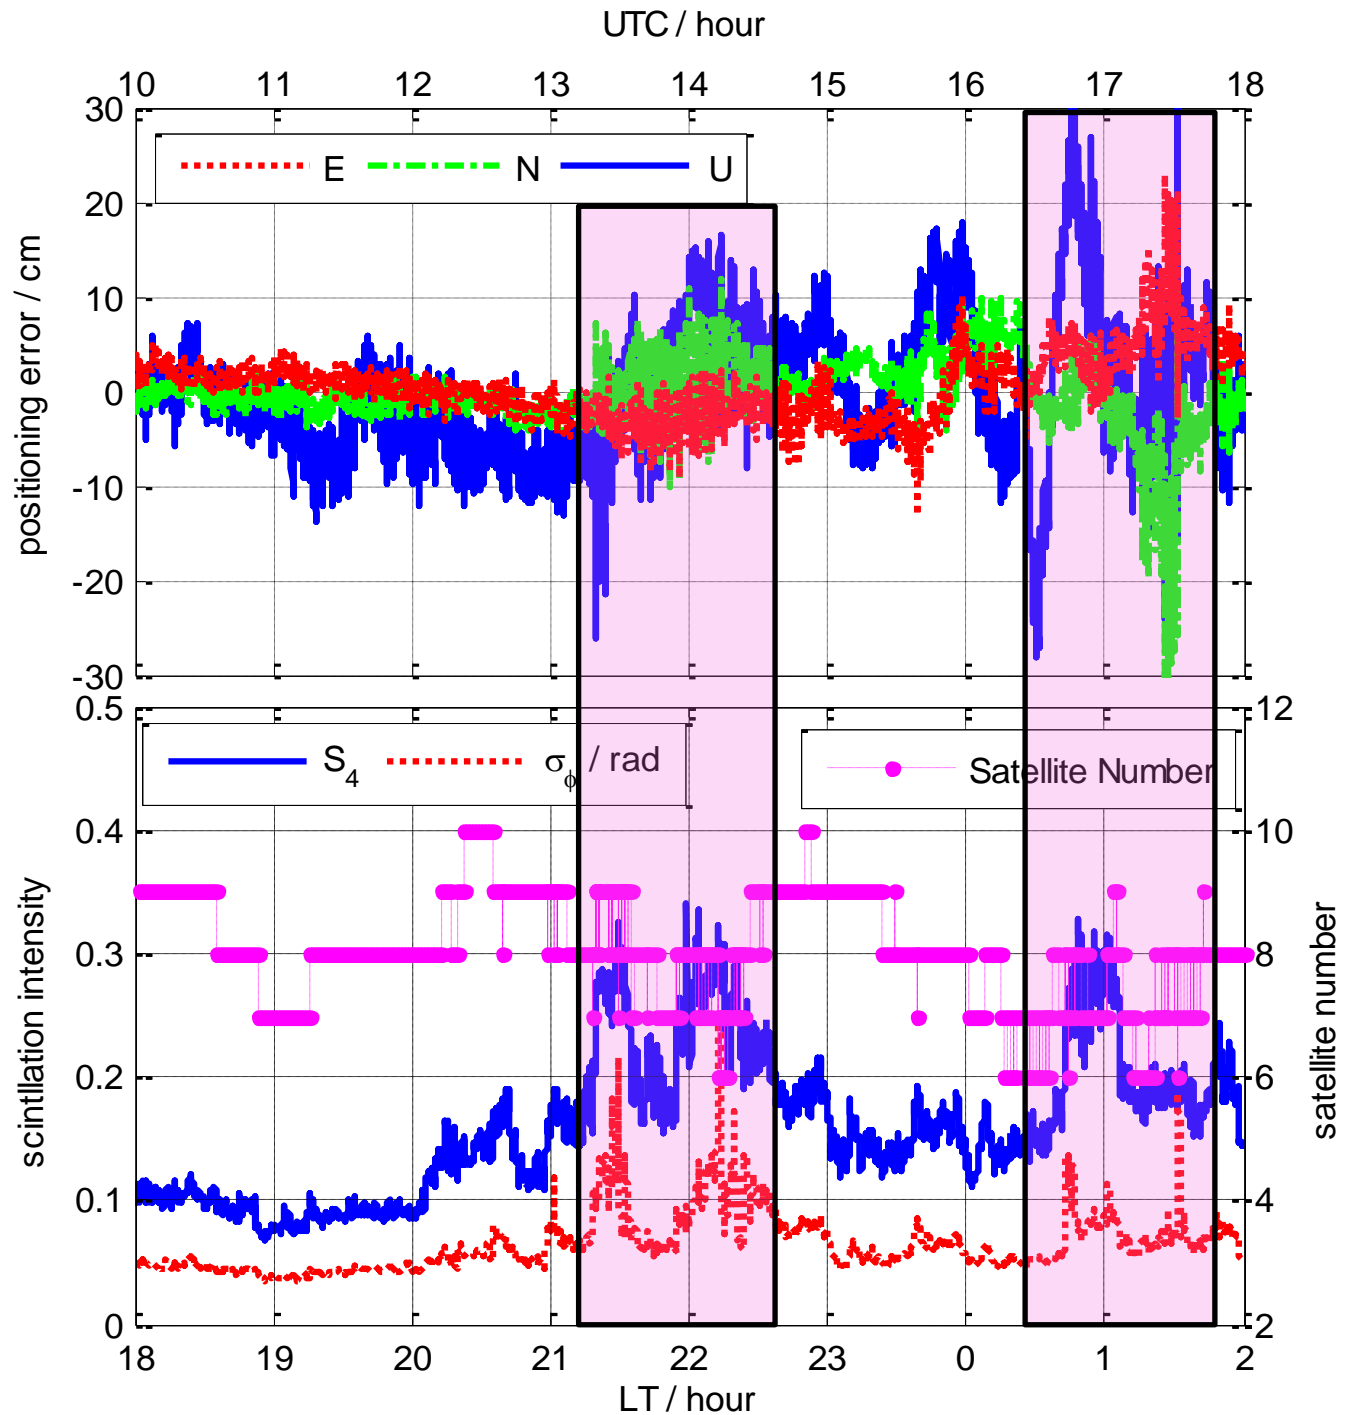 UTC / hour
10 11 12 13 14 15 16 17 18
30
20
10
0
-10
-20
-30
positioning error / cm
E N U
0.5
0.4
0.3
0.2
0.1
0
scintillation intensity
S₄ σϕ / rad
Satellite Number
12
10
8
6
4
2
satellite number
18 19 20 21 22 23 0 1 2
LT / hour